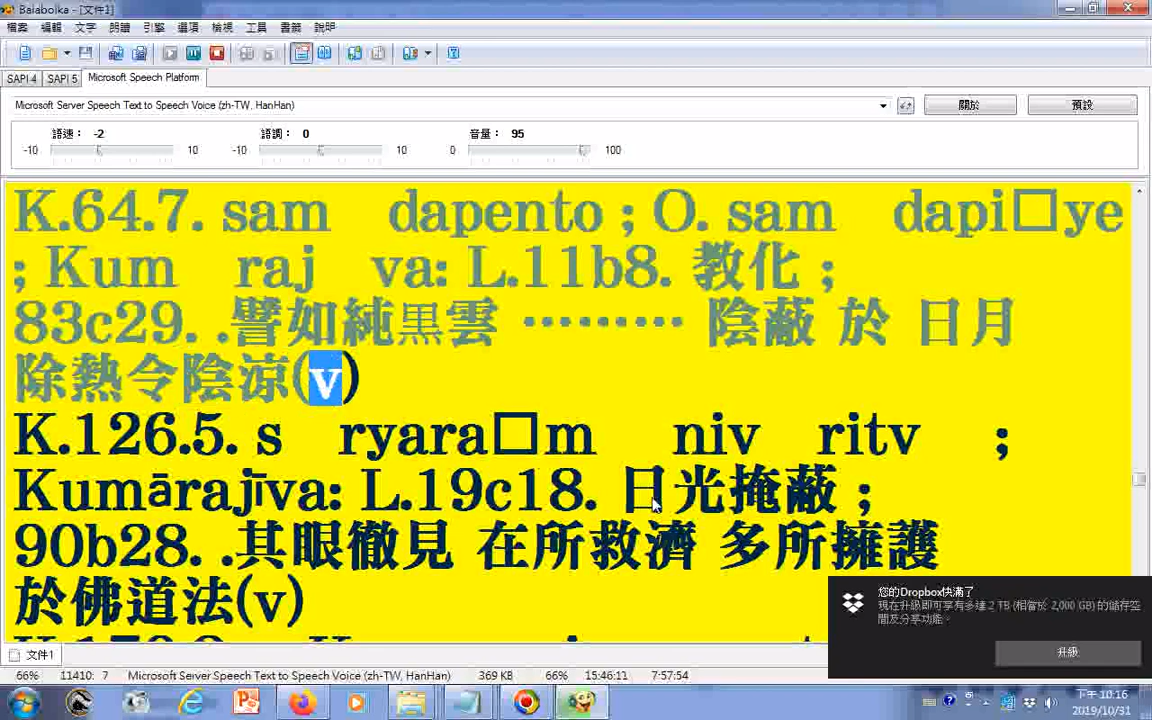 Balabolka - [文件1]
檔案 編輯 文字 朗讀 引擎 選項 檢視 工具 書籤 說明
SAPI 4 SAPI 5 Microsoft Speech Platform
Microsoft Server Speech Text to Speech Voice (zh-TW, HanHan)
關於 預設
語速： -2 語調： 0 音量： 95
-10 10 -10 10 0 100
K.64.7. sam dapento ; O. sam dapi□ye
; Kum raj va: L.11b8. 教化 ;
83c29. .譬如純黒雲 ⋯⋯⋯ 陰蔽 於 日月
除熱令陰涼(v)
K.126.5. s ryara□m niv ritv ;
Kumārajīva: L.19c18. 日光掩蔽 ;
90b28. .其眼徹見 在所救濟 多所擁護
於佛道法(v)
您的Dropbox快滿了
現在升級即可享有多達 2 TB (相當於 2,000 GB) 的儲存空
間及分享功能。
升級
文件1
66% 11410: 7 Microsoft Server Speech Text to Speech Voice (zh-TW, HanHan) 369 KB 66% 15:46:11 7:57:54
下午 10:16
2019/10/31